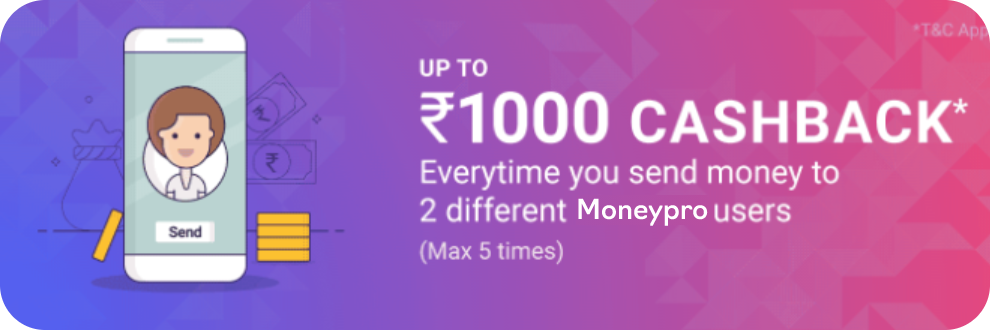 *T&C App
UP TO
₹1000 CASHBACK*
Everytime you send money to
2 different Moneypro users
(Max 5 times)
₹
₹
Send